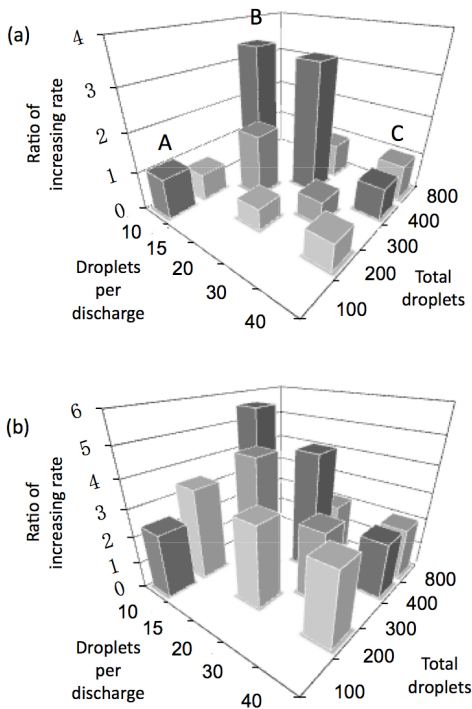 (a)
B
4
3
2
1
0
Ratio of
increasing rate
A
C
10
15
20
30
40
Droplets
per
discharge
800
400
300
200
100
Total
droplets
(b)
6
5
4
3
2
1
0
Ratio of
increasing rate
10
15
20
30
40
Droplets
per
discharge
800
400
300
200
100
Total
droplets